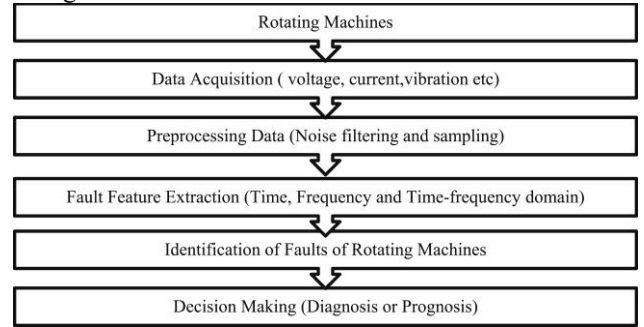 Rotating Machines
Data Acquisition ( voltage, current,vibration etc)
Preprocessing Data (Noise filtering and sampling)
Fault Feature Extraction (Time, Frequency and Time-frequency domain)
Identification of Faults of Rotating Machines
Decision Making (Diagnosis or Prognosis)